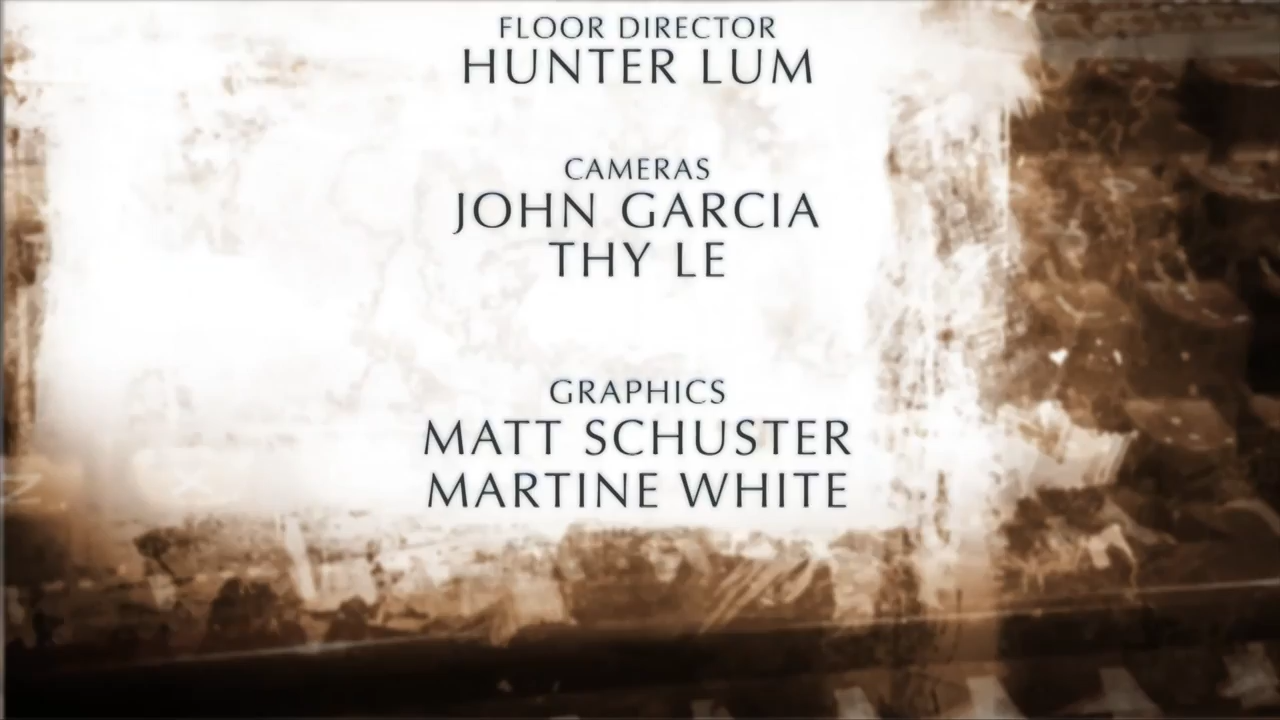 FLOOR DIRECTOR
HUNTER LUM
CAMERAS
JOHN GARCIA
THY LE
GRAPHICS
MATT SCHUSTER
MARTINE WHITE